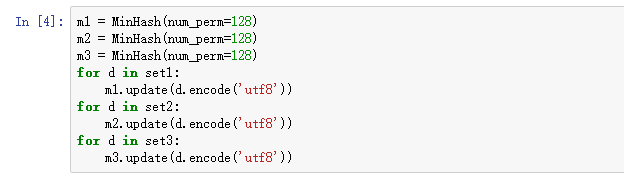 In [4]: m1 = MinHash(num_perm=128)
m2 = MinHash(num_perm=128)
m3 = MinHash(num_perm=128)
for d in set1:
    m1.update(d.encode('utf8'))
for d in set2:
    m2.update(d.encode('utf8'))
for d in set3:
    m3.update(d.encode('utf8'))